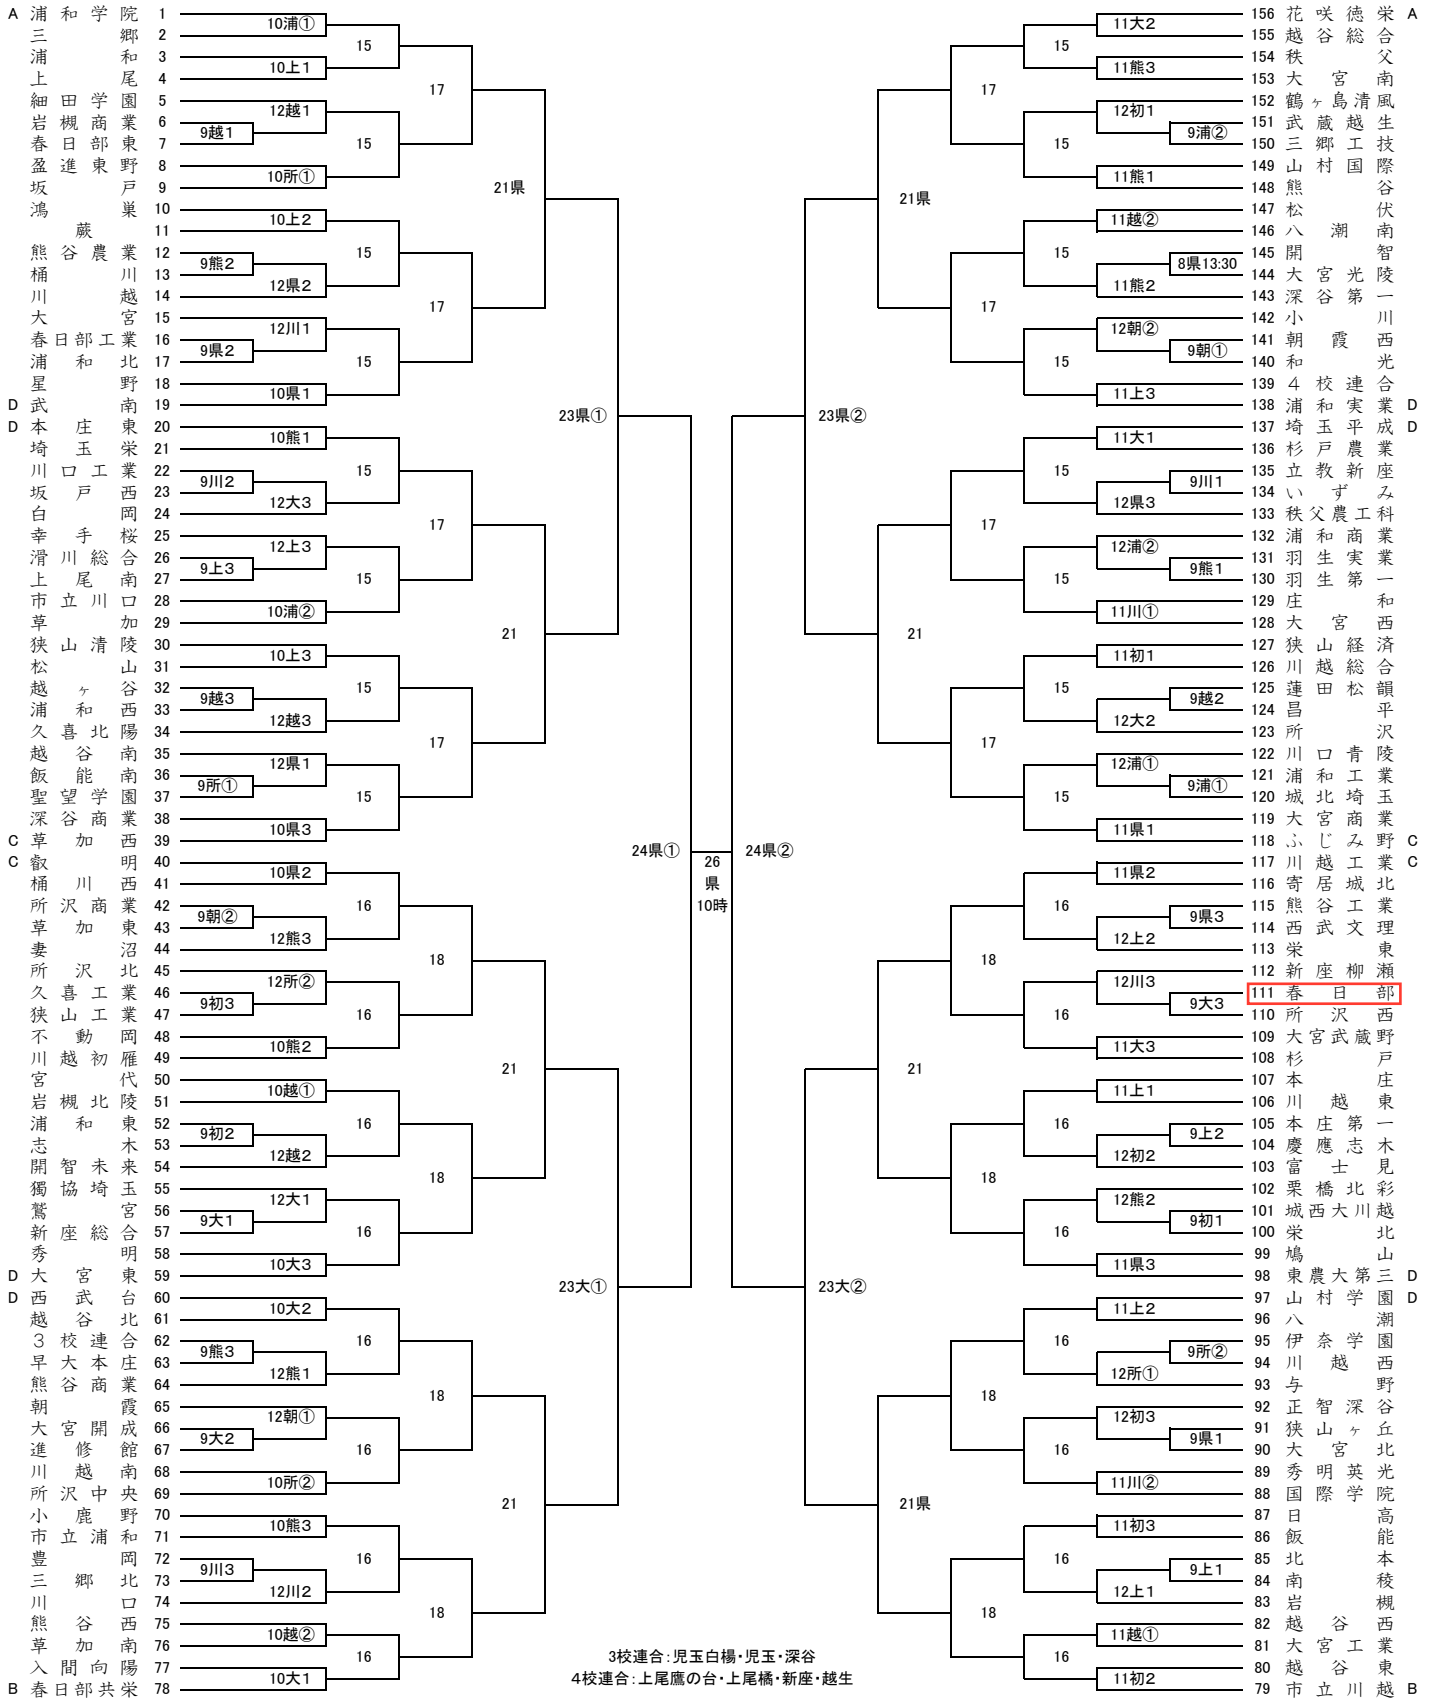 A 浦和学院 1
三郷 2
浦和 3
上尾 4
細田学園 5
岩槻商業 6
春日部東 7
盈進東野 8
坂戸 9
鴻巣 10
蕨 11
熊谷農業 12
桶川 13
川越 14
大宮 15
春日部工業 16
浦和北 17
星野 18
D 武南 19
D 本庄東 20
埼玉栄 21
川口工業 22
坂戸西 23
白岡 24
幸手桜 25
滑川総合 26
上尾南 27
市立川口 28
草加 29
狭山清陵 30
松山 31
越ヶ谷 32
浦和西 33
久喜北陽 34
越谷南 35
飯能南 36
聖望学園 37
深谷商業 38
C 草加西 39
C 叡明 40
桶川西 41
所沢商業 42
草加東 43
妻沼 44
所沢北 45
久喜工業 46
狭山工業 47
不動岡 48
川越初雁 49
宮代 50
岩槻北陵 51
浦和東 52
志木 53
開智未来 54
獨協埼玉 55
鷲宮 56
新座総合 57
秀明 58
D 大宮東 59
D 西武台 60
越谷北 61
3校連合 62
早大本庄 63
熊谷商業 64
朝霞 65
大宮開成 66
進修館 67
川越南 68
所沢中央 69
小鹿野 70
市立浦和 71
豊岡 72
三郷北 73
川口 74
熊谷西 75
草加南 76
入間向陽 77
B 春日部共栄 78
10浦①
10上1
12越1
9越1
10所①
10上2
9熊2
12県2
12川1
9県2
10県1
10熊1
9川2
12大3
12上3
9上3
10浦②
10上3
9越3
12越3
12県1
9所①
10県3
10県2
9朝②
12熊3
12所②
9初3
10熊2
10越①
9初2
12越2
12大1
9大1
10大3
10大2
9熊3
12熊1
12朝①
9大2
10所②
10熊3
9川3
12川2
10越②
10大1
15
15
15
15
15
15
15
15
16
16
16
16
16
16
16
16
17
17
17
17
18
18
18
18
21県
21
21
21
23県①
23大①
24県①
26
県
10時
24県②
23県②
23大②
21県
21
21
21県
17
17
17
17
18
18
18
18
15
15
15
15
15
15
15
15
16
16
16
16
16
16
16
16
11大2
11熊3
12初1
9浦②
11熊1
11越②
8県13:30
11熊2
12朝②
9朝①
11上3
11大1
9川1
12県3
12浦②
9熊1
11川①
11初1
9越2
12大2
12浦①
9浦①
11県1
11県2
9県3
12上2
12川3
9大3
11大3
11上1
9上2
12初2
12熊2
9初1
11県3
11上2
9所②
12所①
12初3
9県1
11川②
11初3
9上1
12上1
11越①
11初2
156 花咲徳栄 A
155 越谷総合
154 秩父
153 大宮南
152 鶴ヶ島清風
151 武蔵越生
150 三郷工技
149 山村国際
148 熊谷
147 松伏
146 八潮南
145 開智
144 大宮光陵
143 深谷第一
142 小川
141 朝霞西
140 和光
139 4校連合
138 浦和実業 D
137 埼玉平成 D
136 杉戸農業
135 立教新座
134 いずみ
133 秩父農工科
132 浦和商業
131 羽生実業
130 羽生第一
129 庄和
128 大宮西
127 狭山経済
126 川越総合
125 蓮田松韻
124 昌平
123 所沢
122 川口青陵
121 浦和工業
120 城北埼玉
119 大宮商業
118 ふじみ野 C
117 川越工業 C
116 寄居城北
115 熊谷工業
114 西武文理
113 栄東
112 新座柳瀬
111 春日部
110 所沢西
109 大宮武蔵野
108 杉戸
107 本庄
106 川越東
105 本庄第一
104 慶應志木
103 富士見
102 栗橋北彩
101 城西大川越
100 栄北
99 鳩山
98 東農大第三 D
97 山村学園 D
96 八潮
95 伊奈学園
94 川越西
93 与野
92 正智深谷
91 狭山ヶ丘
90 大宮北
89 秀明英光
88 国際学院
87 日高
86 飯能
85 北本
84 南稜
83 岩槻
82 越谷西
81 大宮工業
80 越谷東
79 市立川越 B
3校連合：児玉白楊・児玉・深谷
4校連合：上尾鷹の台・上尾橘・新座・越生